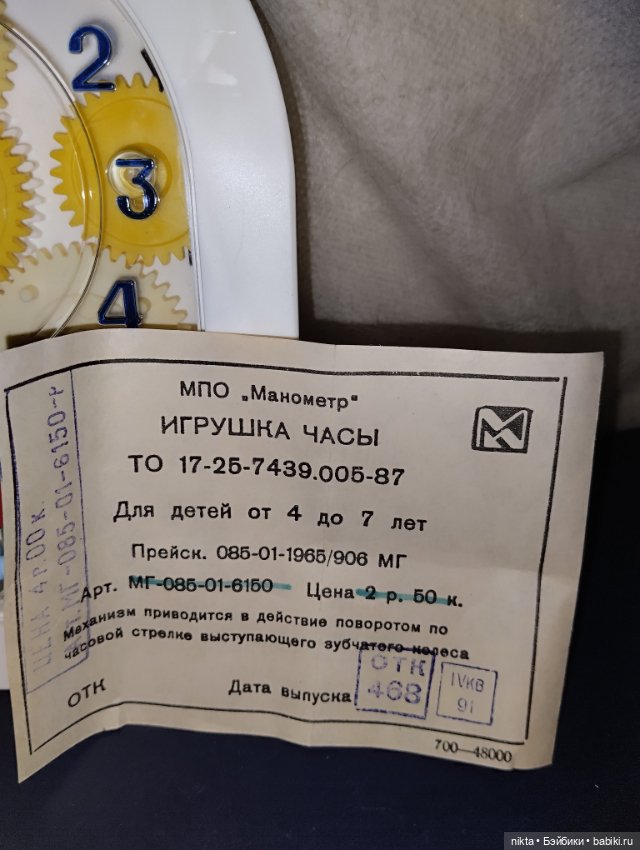 2
3
4
МПО „Манометр"
ИГРУШКА ЧАСЫ
ТО 17-25-7439.005-87
Для детей от 4 до 7 лет
Прейск. 085-01-1965/906 МГ
Арт. МГ-085-01-6150 Цена 2 р. 50 к.
Механизм приводится в действие поворотом по
часовой стрелке выступающего зубчатого колеса
ОТК Дата выпуска
ОТК
468
IVКВ
91
700—48000
ЦЕНА 4 р. 00 к.
МГ-085-01-6150-Р
nikta • Бэйбики • babiki.ru